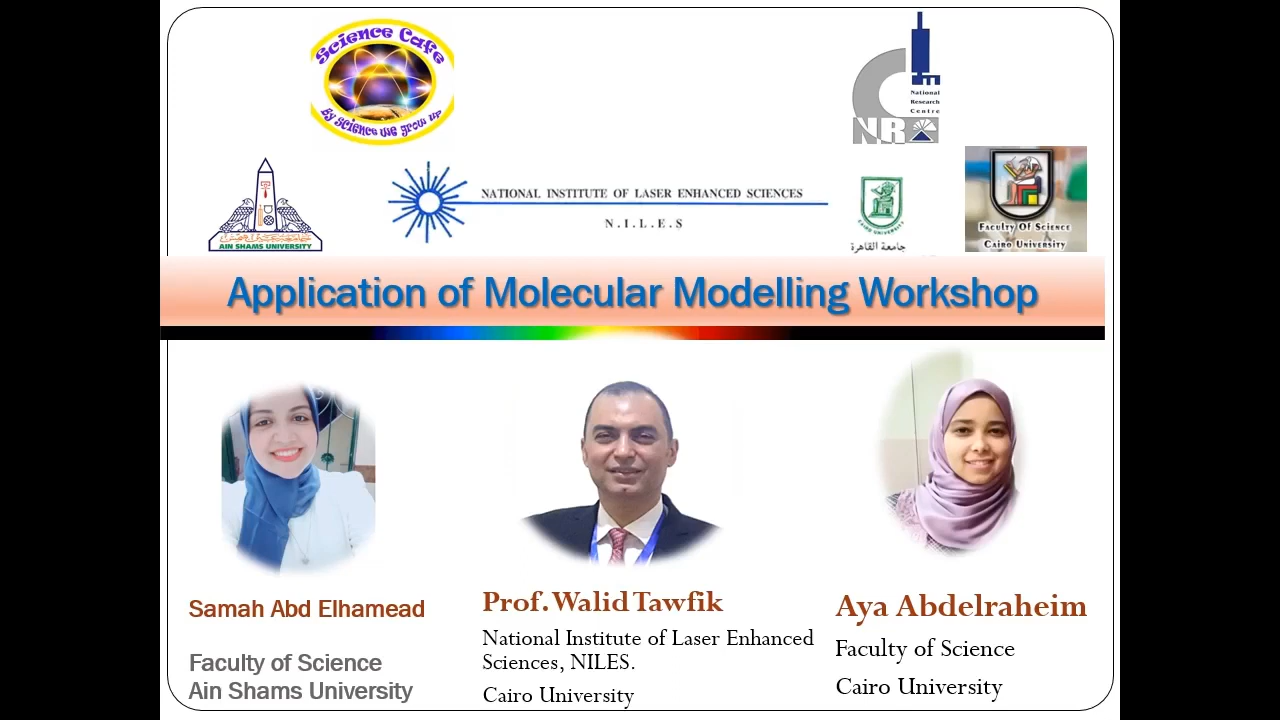 Science Cafe
By science we grow up
National
Research
Centre
NRC
AIN SHAMS UNIVERSITY
NATIONAL INSTITUTE OF LASER ENHANCED SCIENCES
N.I.L.E.S
CAIRO UNIVERSITY
جامعة القاهرة
Faculty Of Science
Cairo University
Application of Molecular Modelling Workshop
Samah Abd Elhamead
Faculty of Science
Ain Shams University
Prof. Walid Tawfik
National Institute of Laser Enhanced
Sciences, NILES.
Cairo University
Aya Abdelraheim
Faculty of Science
Cairo University